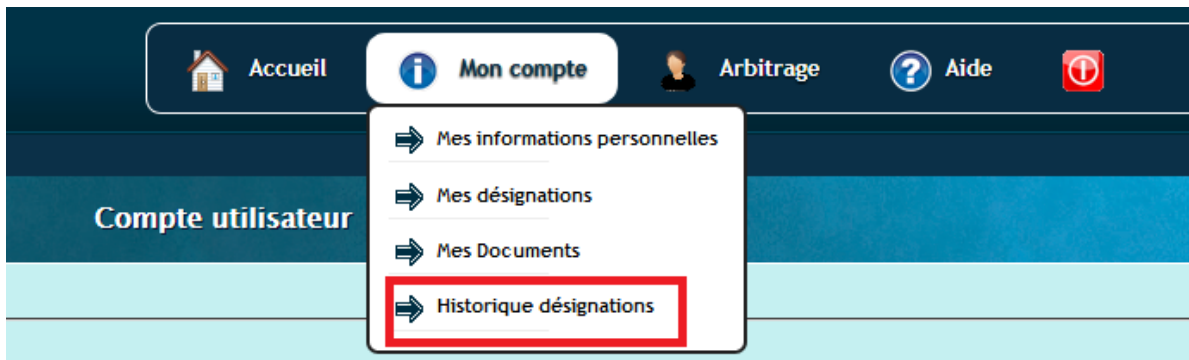 Accueil Mon compte Arbitrage Aide
Mes informations personnelles
Mes désignations
Compte utilisateur
Mes Documents
Historique désignations